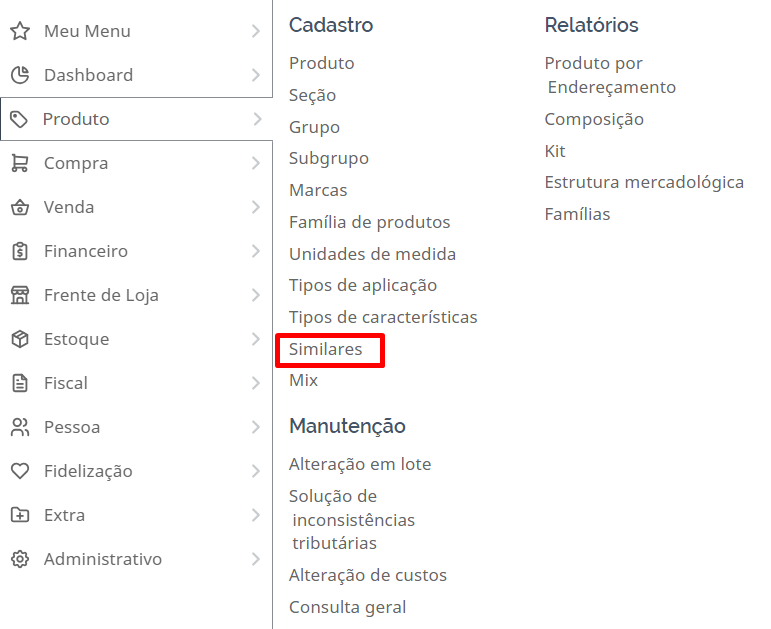 Meu Menu
Dashboard
Produto
Compra
Venda
Financeiro
Frente de Loja
Estoque
Fiscal
Pessoa
Fidelização
Extra
Administrativo
Cadastro
Produto
Seção
Grupo
Subgrupo
Marcas
Família de produtos
Unidades de medida
Tipos de aplicação
Tipos de características
Similares
Mix
Manutenção
Alteração em lote
Solução de
inconsistências
tributárias
Alteração de custos
Consulta geral
Relatórios
Produto por
Endereçamento
Composição
Kit
Estrutura mercadológica
Famílias